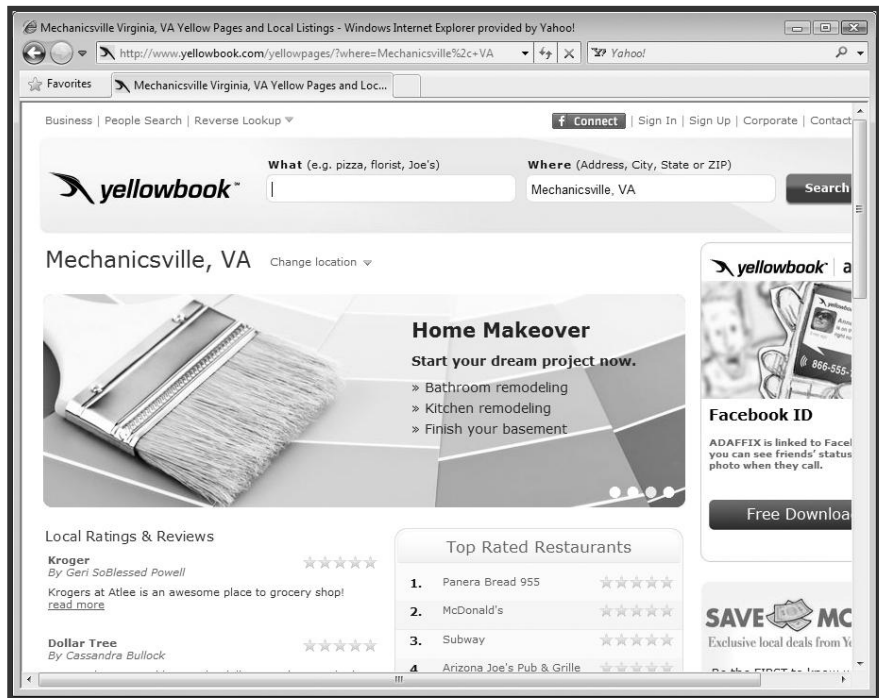 Mechanicsville Virginia, VA Yellow Pages and Local Listings - Windows Internet Explorer provided by Yahoo!
http://www.yellowbook.com/yellowpages/?where=Mechanicsville%2c+VA
Yahoo!
Favorites
Mechanicsville Virginia, VA Yellow Pages and Loc...
Business | People Search | Reverse Lookup
f Connect | Sign In | Sign Up | Corporate | Contact
What (e.g. pizza, florist, Joe's)
Where (Address, City, State or ZIP)
yellowbook™
Mechanicsville, VA
Search
Mechanicsville, VA
Change location
Home Makeover
Start your dream project now.
» Bathroom remodeling
» Kitchen remodeling
» Finish your basement
yellowbook | a
866-555-
Facebook ID
ADAFFIX is linked to Facel
you can see friends' status
photo when they call.
Free Downloa
Local Ratings & Reviews
Kroger
By Geri SoBlessed Powell
Krogers at Atlee is an awesome place to grocery shop!
read more
Dollar Tree
By Cassandra Bullock
Top Rated Restaurants
1. Panera Bread 955
2. McDonald's
3. Subway
4 Arizona Joe's Pub & Grille
SAVE MC
Exclusive local deals from Ye